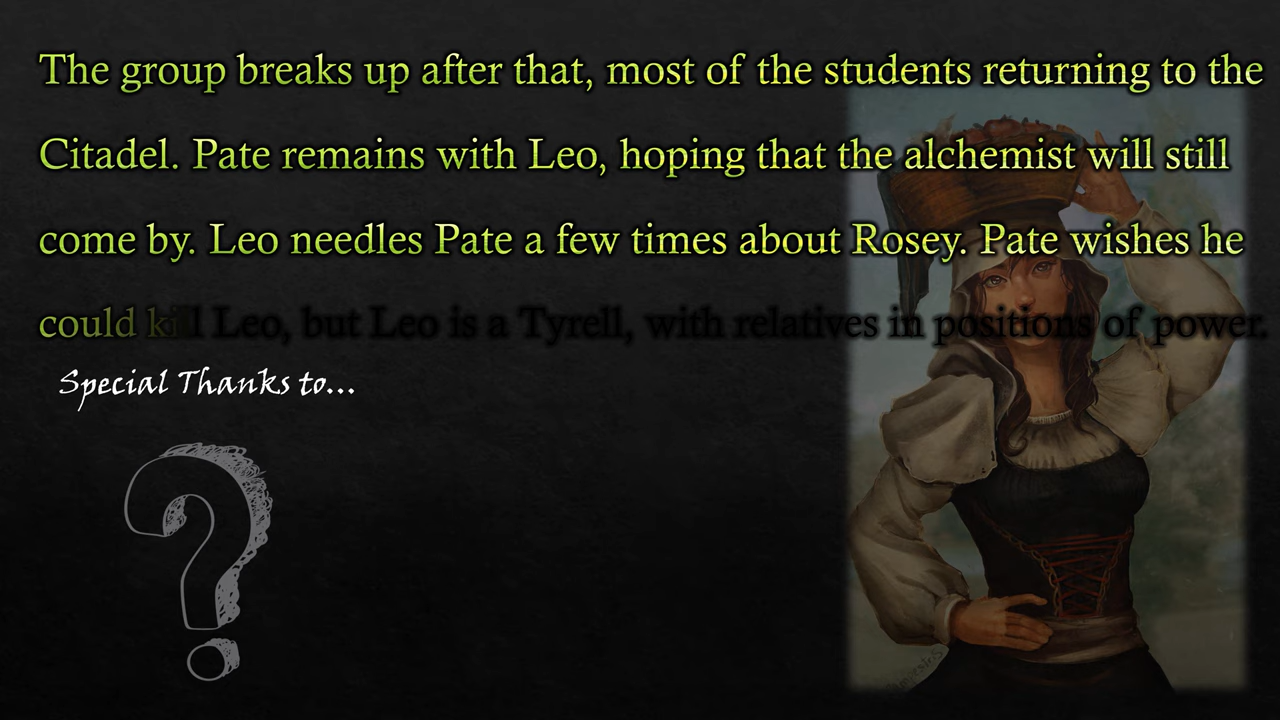 The group breaks up after that, most of the students returning to the
Citadel. Pate remains with Leo, hoping that the alchemist will still
come by. Leo needles Pate a few times about Rosey. Pate wishes he
could kill Leo, but Leo is a Tyrell, with relatives in positions of power.
Special Thanks to...
?